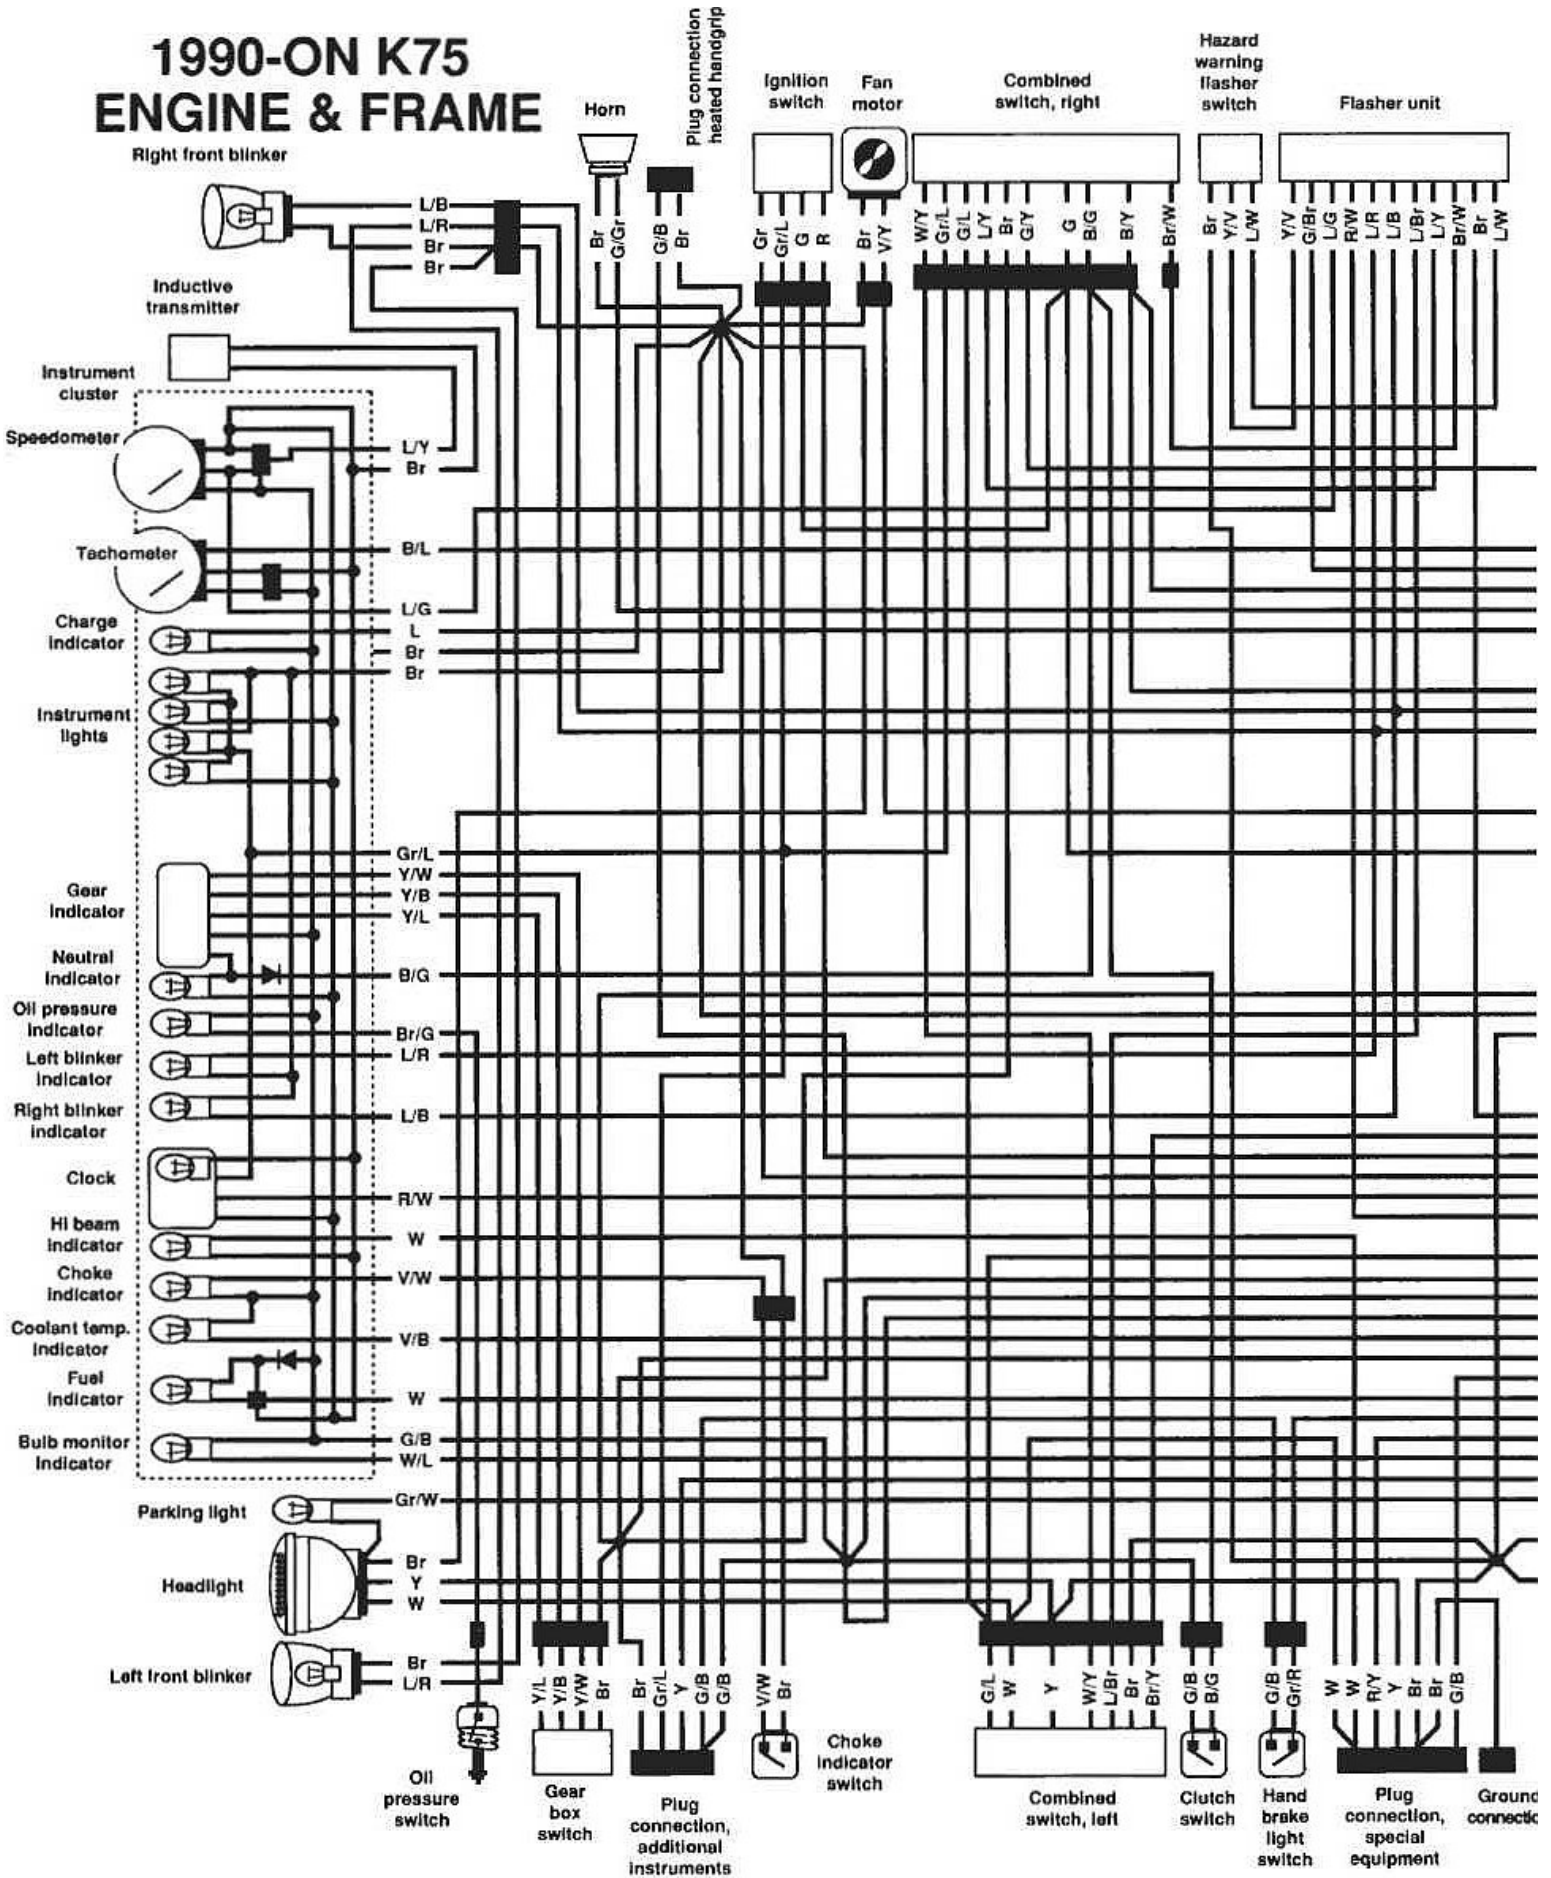 1990-ON K75
ENGINE & FRAME
Plug connection
heated handgrip
Horn
Ignition
switch
Fan
motor
Combined
switch, right
Hazard
warning
flasher
switch
Flasher unit
Right front blinker
L/B
L/R
Br
Br
Br
G/Gr
G/B
Br
Gr
Gr/L
G
R
Br
V/Y
W/Y
Gr/L
G/L
L/Y
Br
G/Y
G
B/G
B/Y
Br/W
Br
Y/V
L/W
Y/V
G/Br
L/G
R/W
L/R
L/B
L/Br
L/Y
Br/W
Br
L/W
Inductive
transmitter
Instrument
cluster
Speedometer
L/Y
Br
Tachometer
B/L
L/G
Charge
indicator
L
Br
Br
Instrument
lights
Gr/L
Y/W
Y/B
Y/L
Gear
indicator
Neutral
indicator
B/G
Oil pressure
indicator
Br/G
L/R
Left blinker
indicator
Right blinker
indicator
L/B
Clock
R/W
Hi beam
indicator
W
Choke
indicator
V/W
Coolant temp.
indicator
V/B
Fuel
indicator
W
Bulb monitor
indicator
G/B
W/L
Parking light
Gr/W
Headlight
Br
Y
W
Left front blinker
Br
L/R
Y/L
Y/B
Y/W
Br
Br
Gr/L
Y
G/B
G/B
V/W
Br
G/L
W
Y
W/Y
L/Br
Br
Br/Y
G/B
B/G
G/B
Gr/R
W
W
R/Y
Y
Br
Br
G/B
Oil
pressure
switch
Gear
box
switch
Plug
connection,
additional
instruments
Choke
indicator
switch
Combined
switch, left
Clutch
switch
Hand
brake
light
switch
Plug
connection,
special
equipment
Ground
connectic